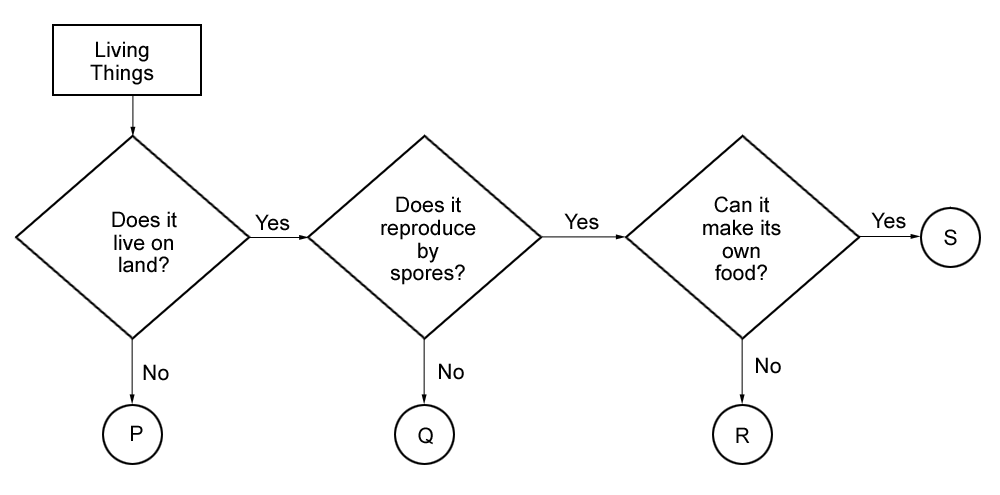 Living
Things
Does it
live on
land?
Yes
Does it
reproduce
by
spores?
Yes
Can it
make its
own
food?
Yes
S
No
No
No
P
Q
R